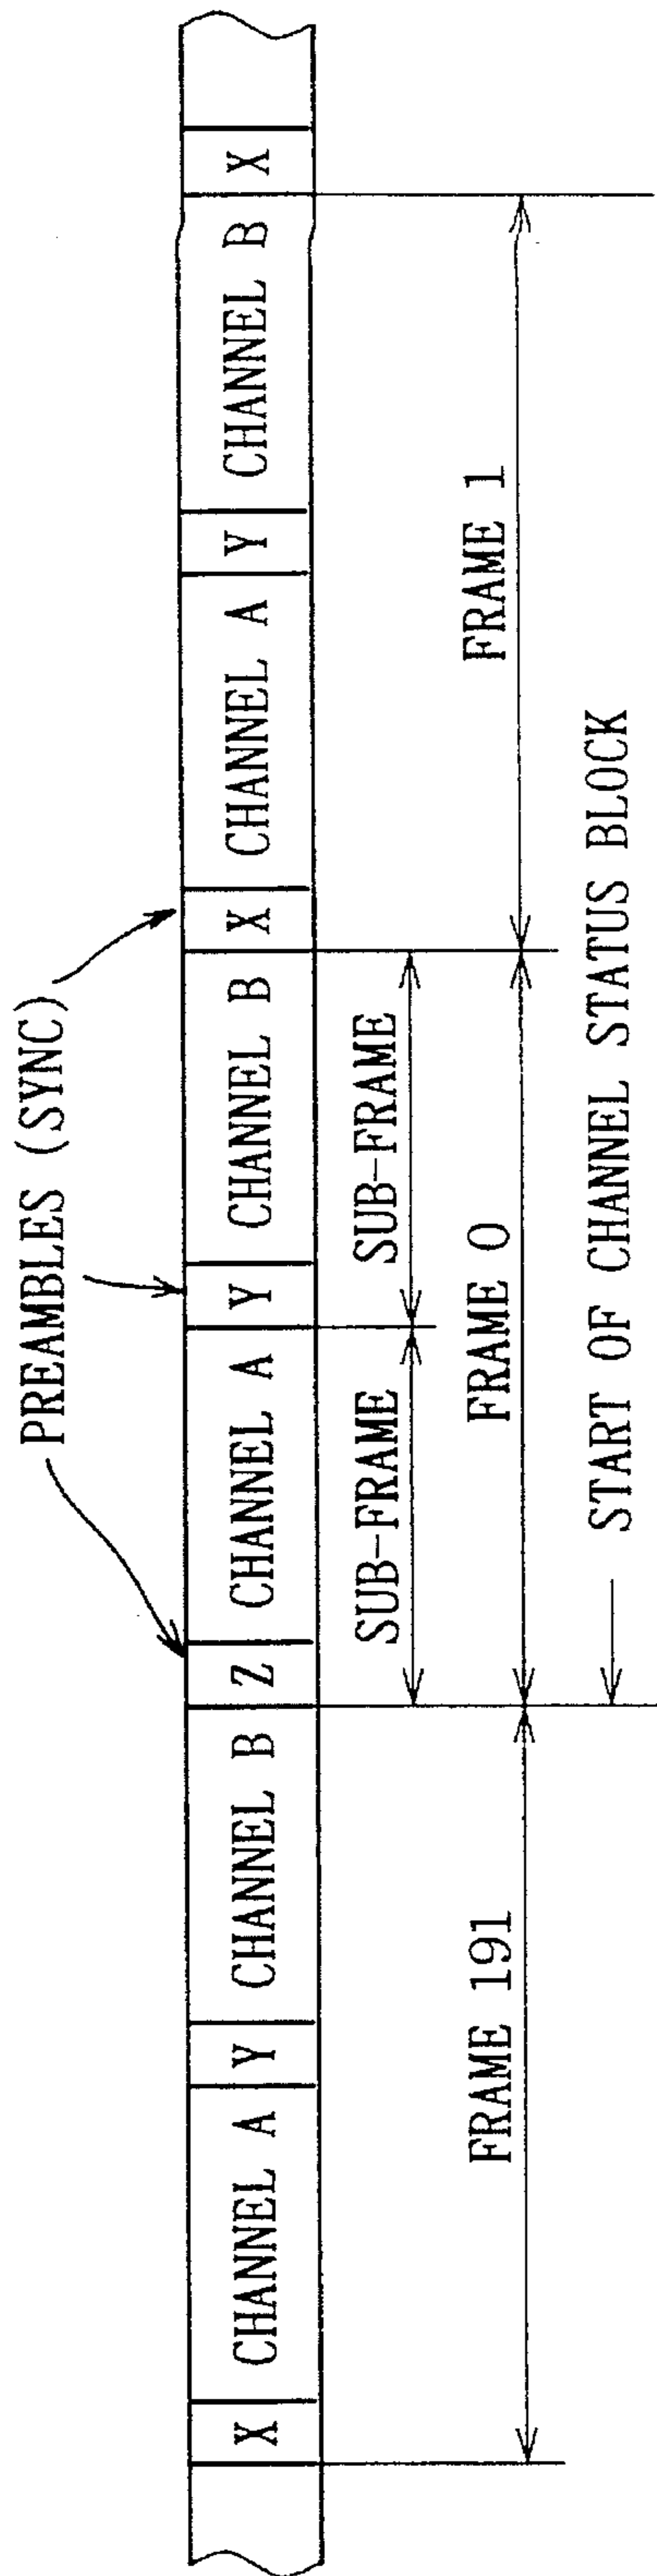 PREAMBLES (SYNC)
X CHANNEL A Y CHANNEL B Z CHANNEL A Y CHANNEL B X CHANNEL A Y CHANNEL B X
SUB-FRAME SUB-FRAME
FRAME 191 FRAME 0 FRAME 1
START OF CHANNEL STATUS BLOCK